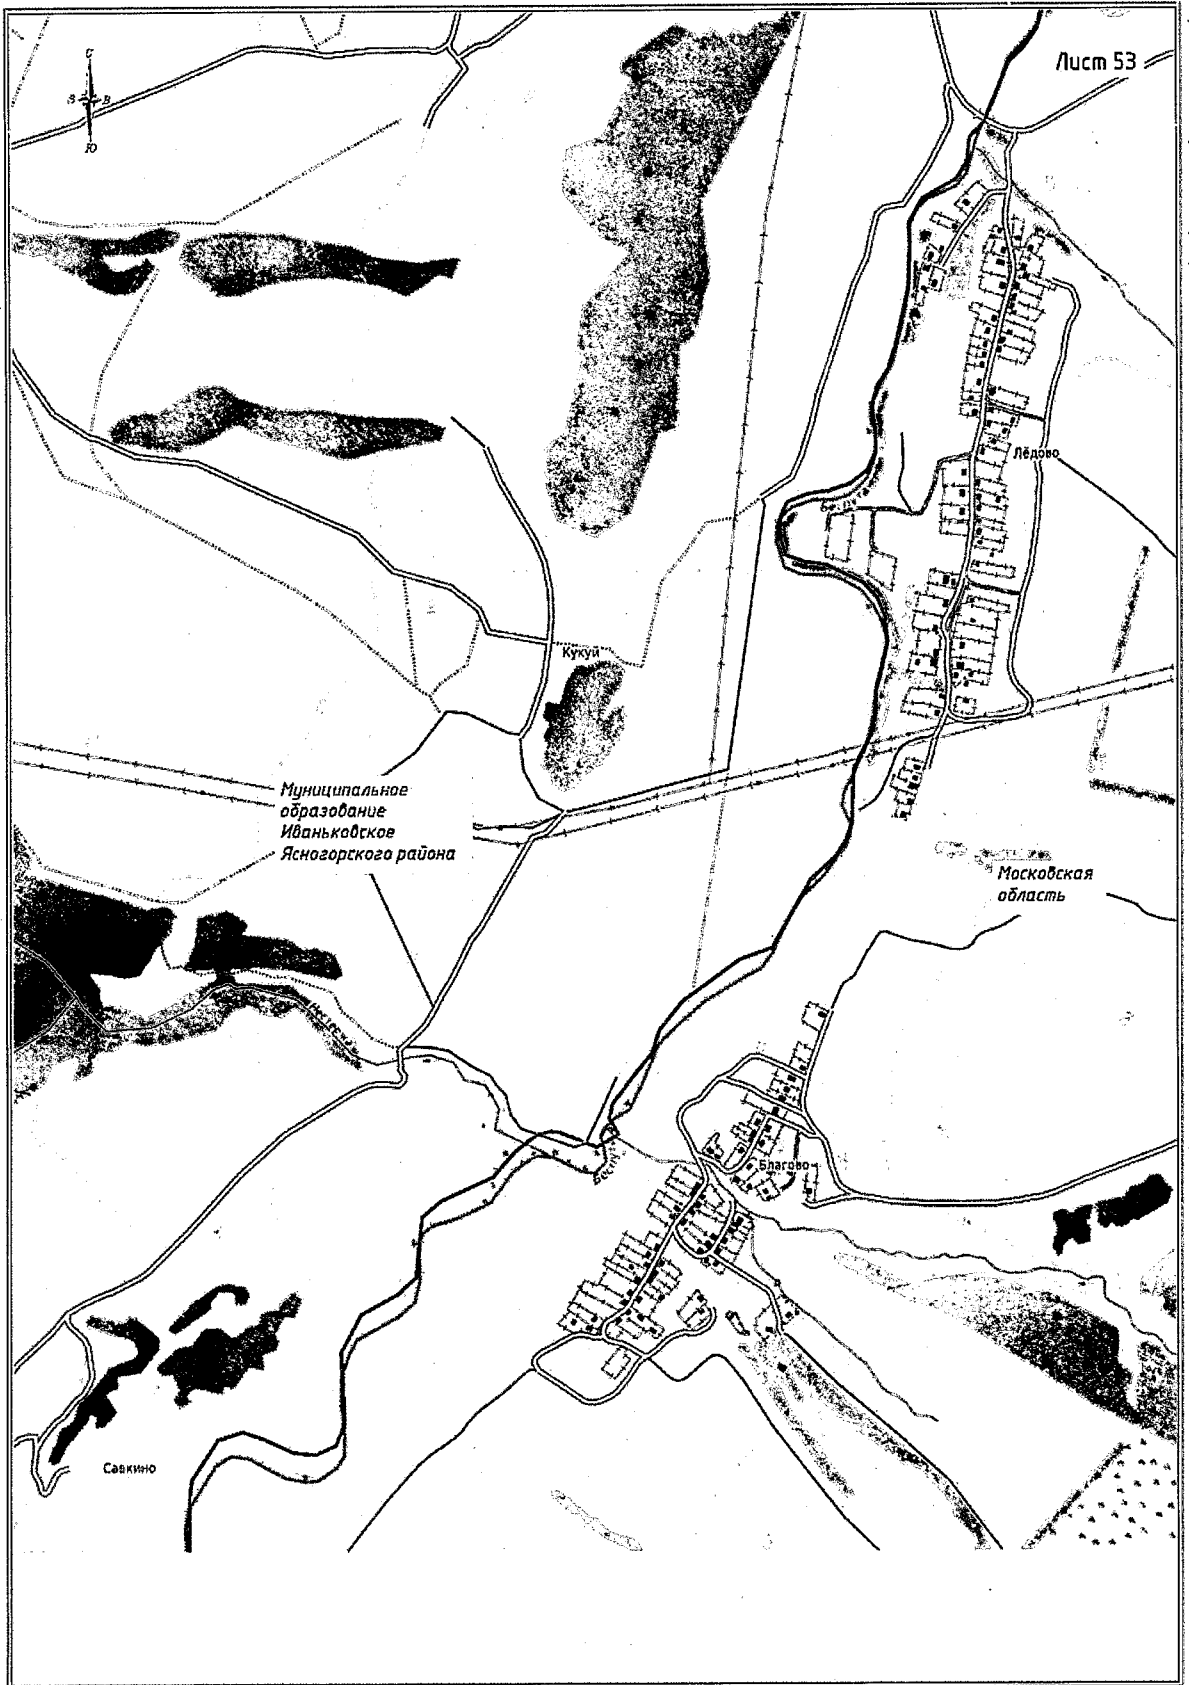 Лист 53
С
З В
Ю
Лёдово
Кукуй
Муниципальное
образование
Иваньковское
Ясногорского района
Московская
область
Благово
Савкино